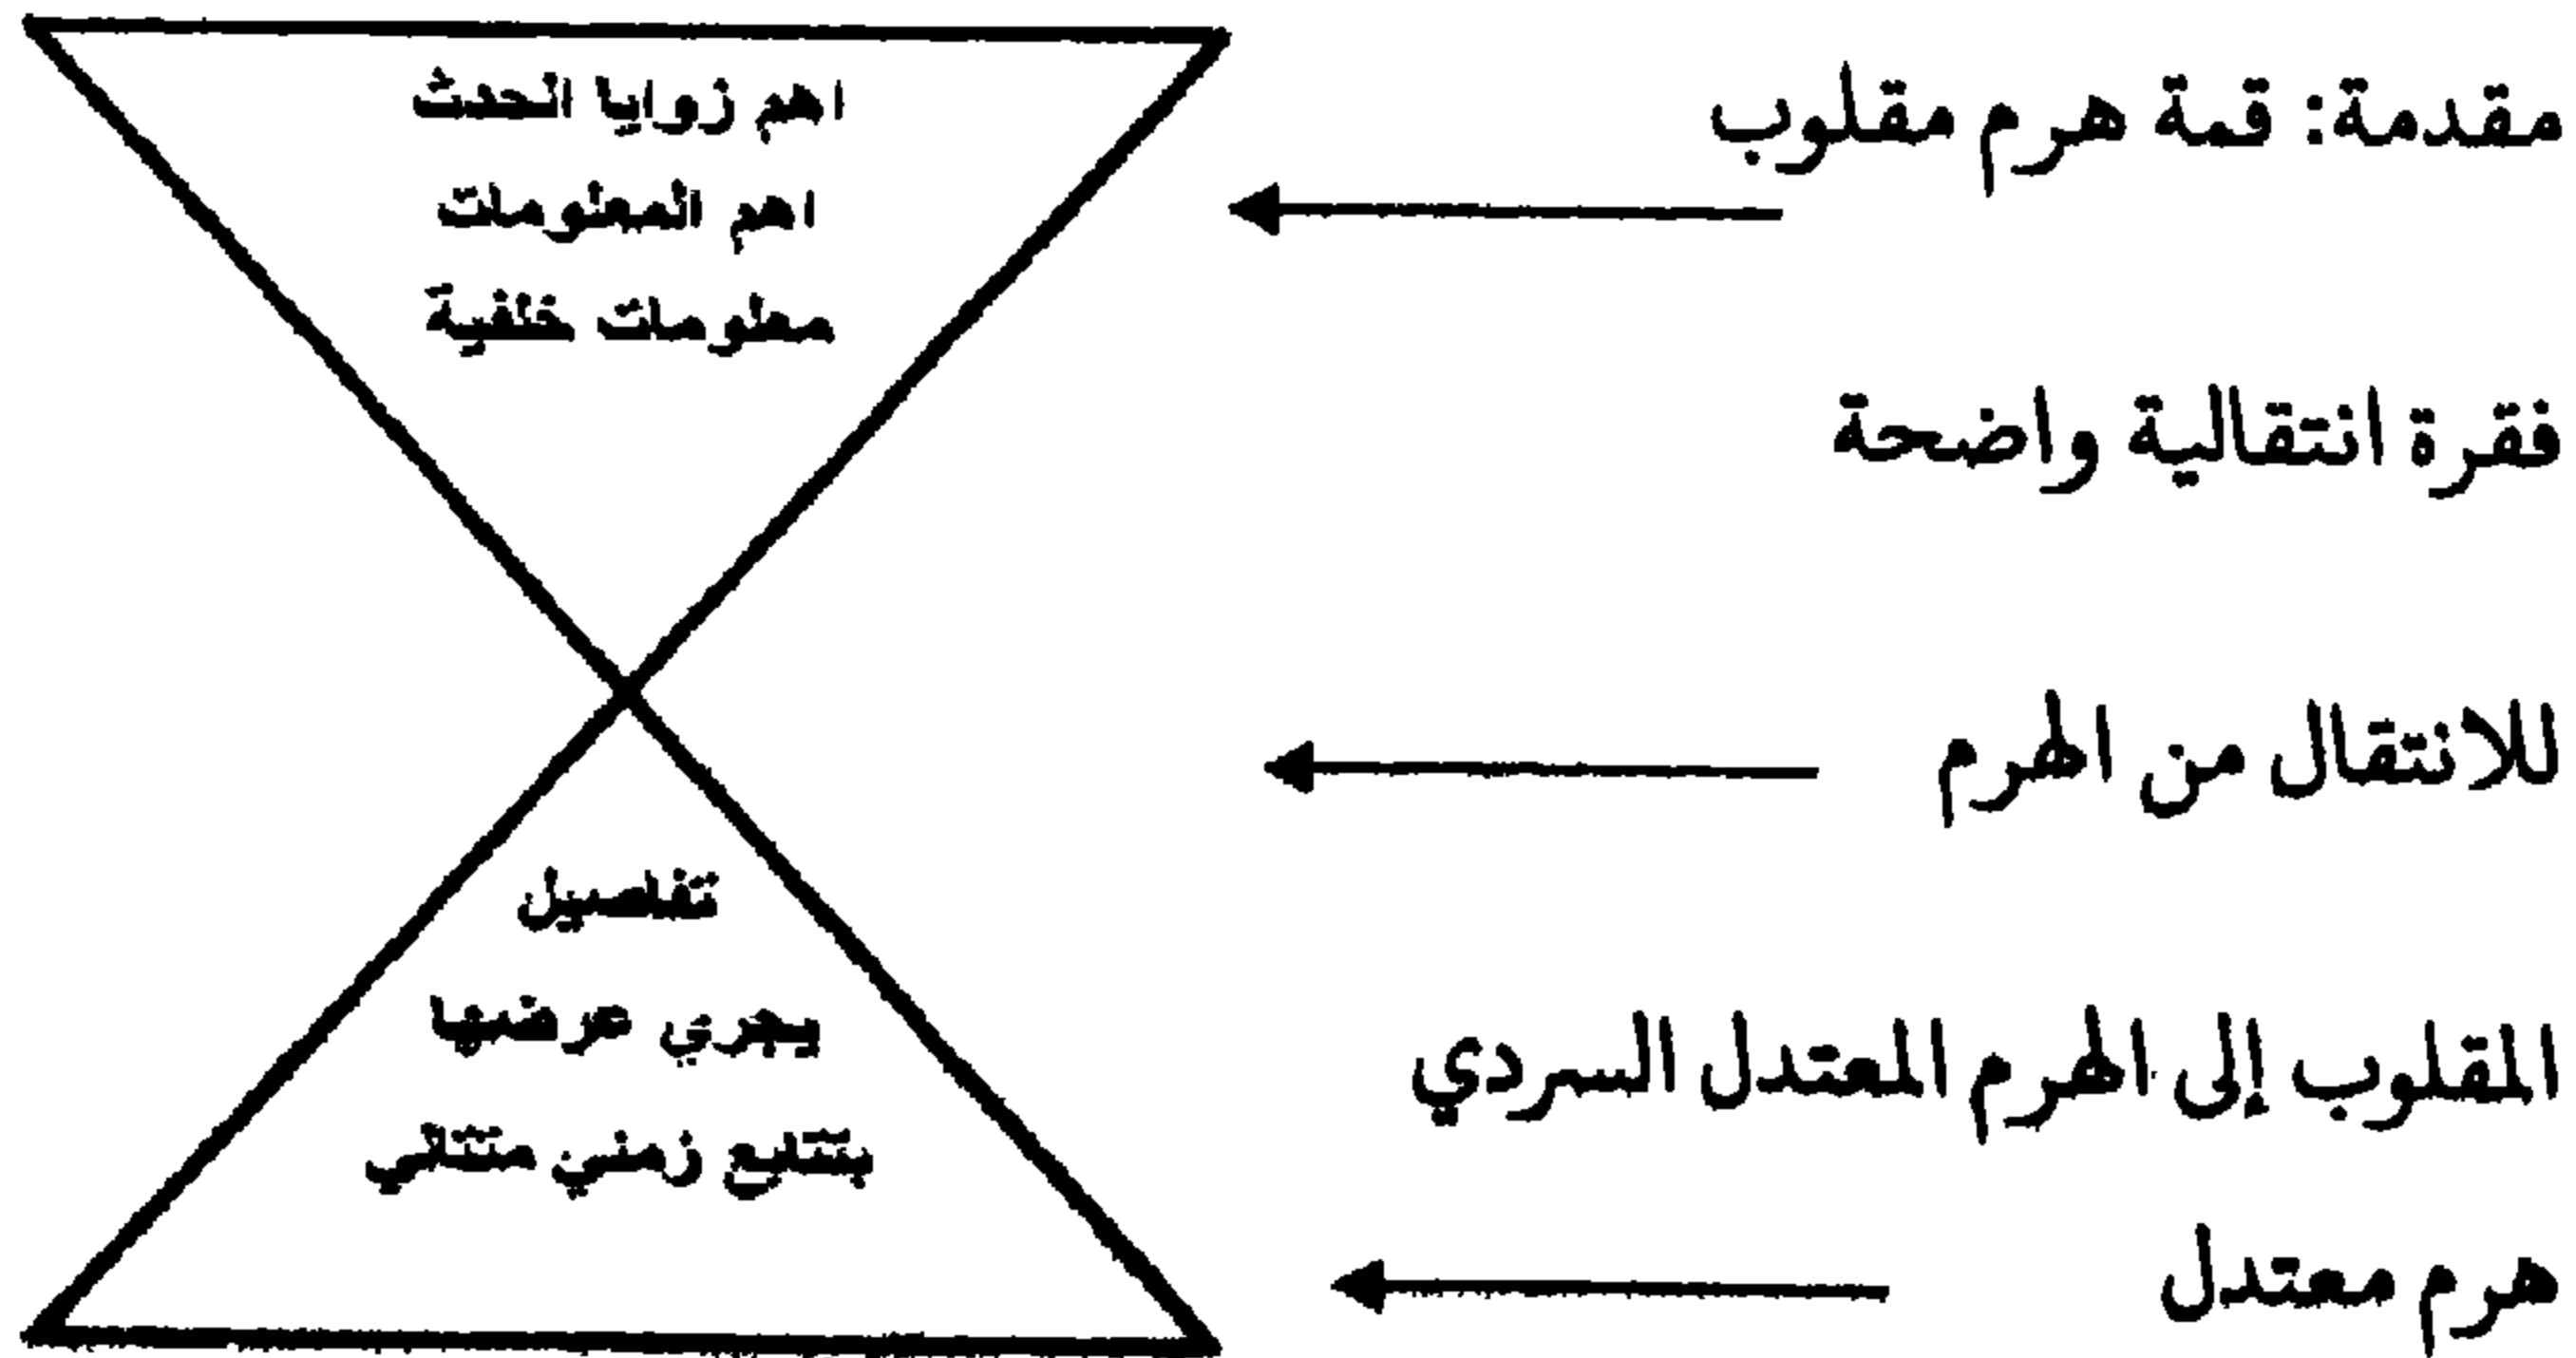 مقدمة: قمة هرم مقلوب
فقرة انتقالية واضحة
للانتقال من الهرم
المقلوب إلى الهرم المعتدل السردي
هرم معتدل
اهم زوايا الحدث
اهم المعلومات
معلومات خلفية
تفاصيل
يجري عرضها
بتتابع زمني متتالي